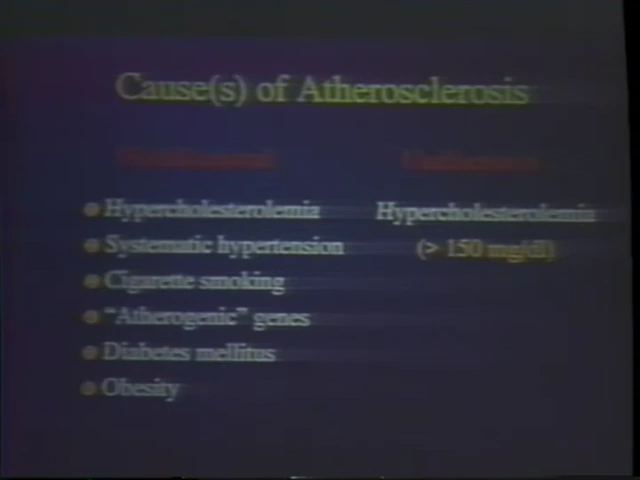 Cause(s) of Atherosclerosis
Hypercholesterolemia
Systematic hypertension
Cigarette smoking
"Atherogenic" genes
Diabetes mellitus
Obesity
Hypercholesterolemia
(> 150 mg/dl)